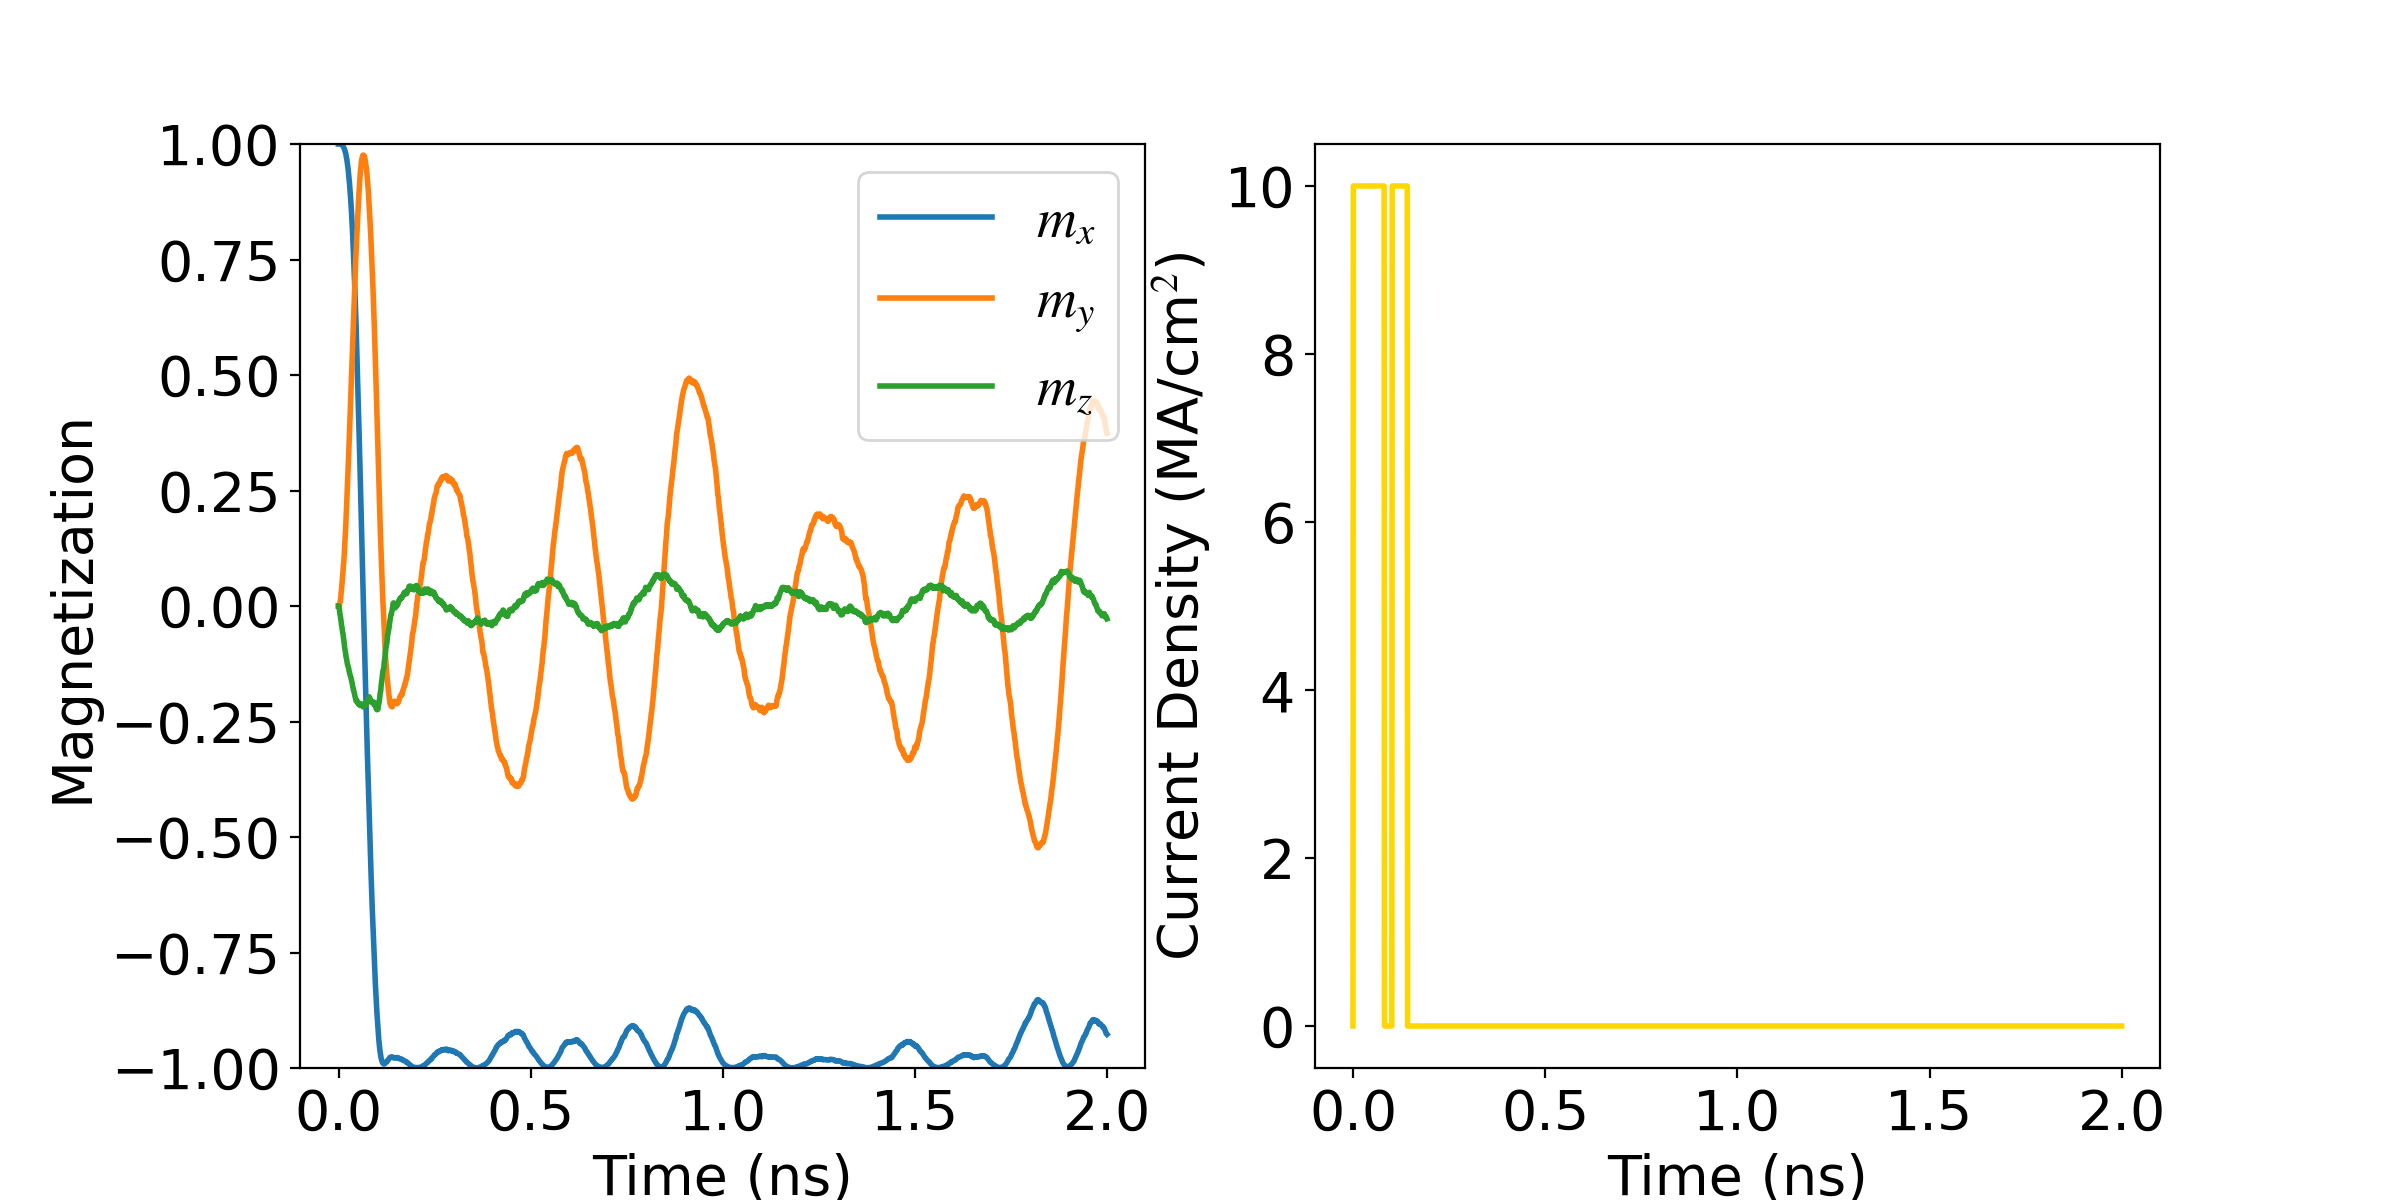 1.00
0.75
0.50
0.25
0.00
−0.25
−0.50
−0.75
−1.00
Magnetization
0.0 0.5 1.0 1.5 2.0
Time (ns)
m_x
m_y
m_z
10
8
6
4
2
0
Current Density (MA/cm²)
0.0 0.5 1.0 1.5 2.0
Time (ns)